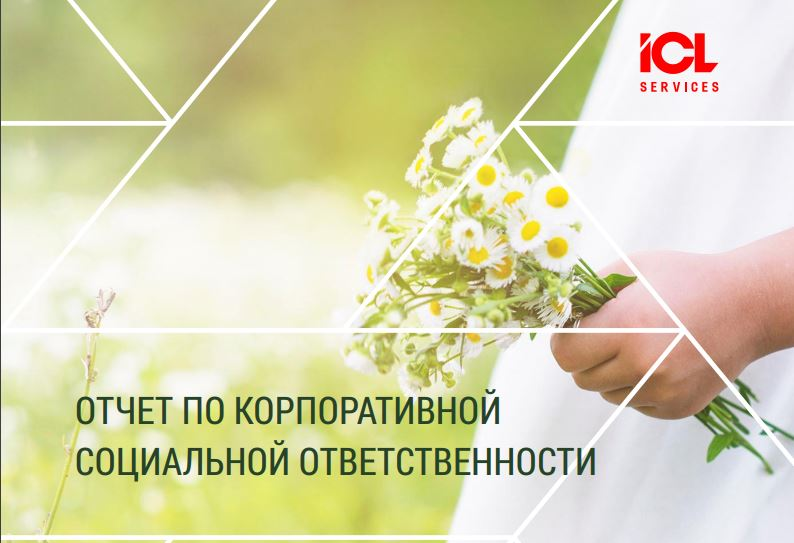 iCL
SERVICES
ОТЧЕТ ПО КОРПОРАТИВНОЙ
СОЦИАЛЬНОЙ ОТВЕТСТВЕННОСТИ